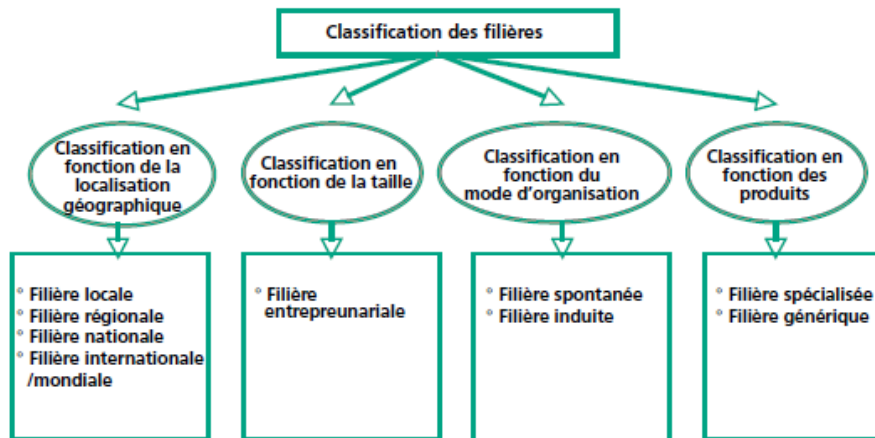 Classification des filières
Classification en
fonction de la
localisation
géographique
Classification en
fonction de la taille
Classification en
fonction du
mode d'organisation
Classification en
fonction des
produits
° Filière locale
° Filière régionale
° Filière nationale
° Filière internationale
/mondiale
° Filière
entrepreunariale
° Filière spontanée
° Filière induite
° Filière spécialisée
° Filière générique